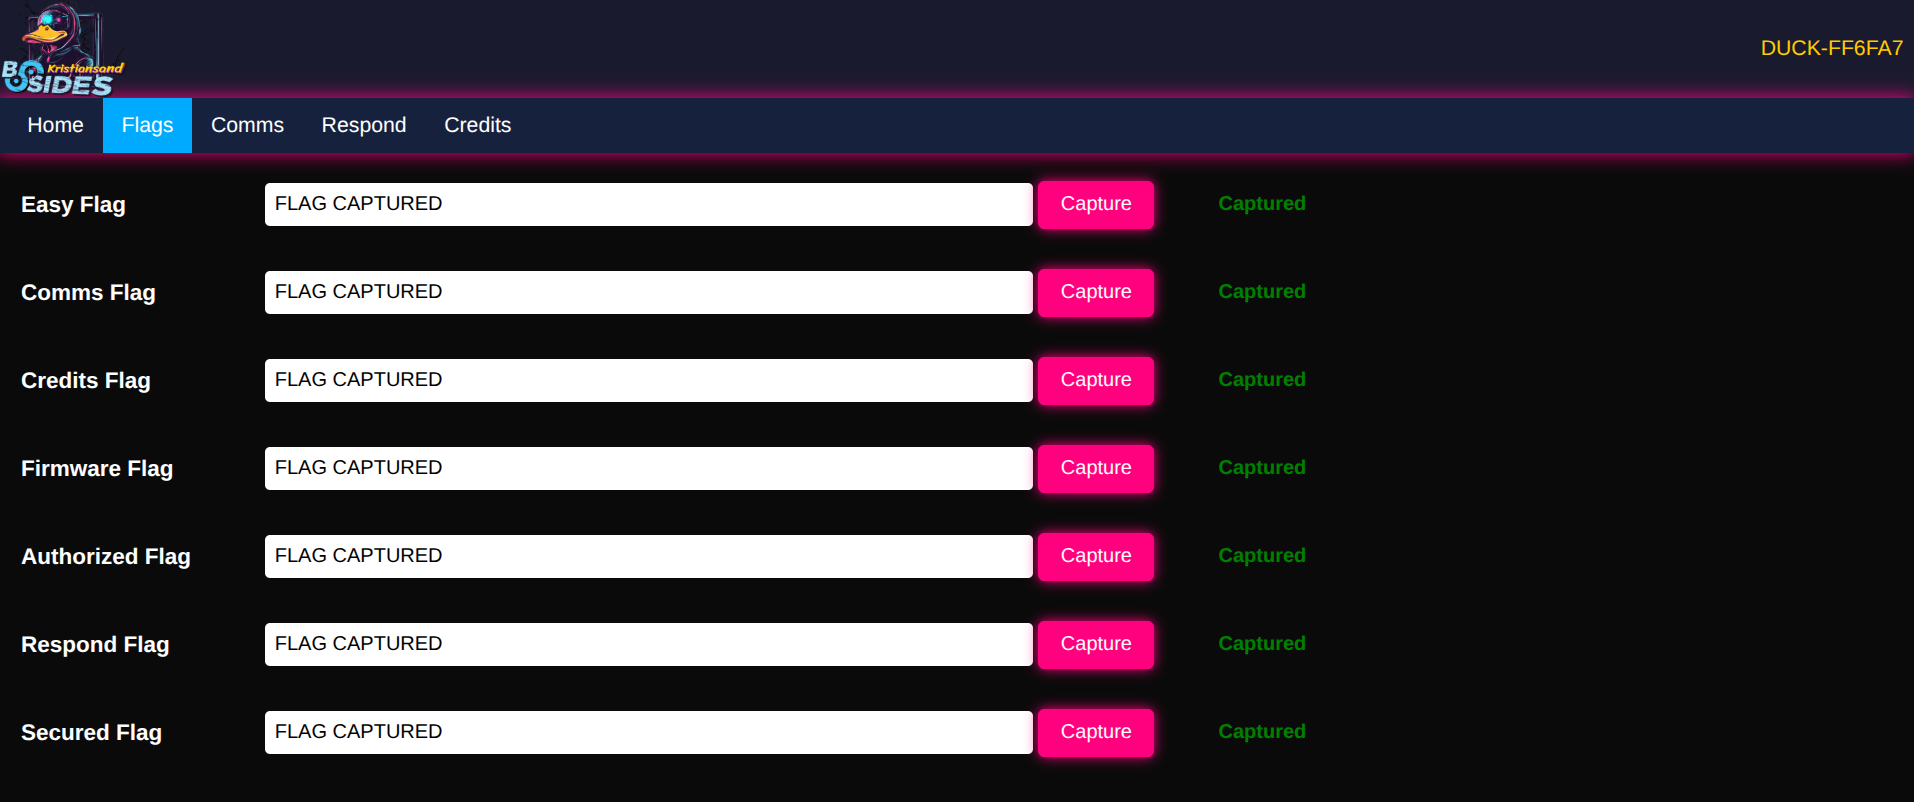 Kristiansand
BSIDES
DUCK-FF6FA7
Home Flags Comms Respond Credits
Easy Flag FLAG CAPTURED Capture Captured
Comms Flag FLAG CAPTURED Capture Captured
Credits Flag FLAG CAPTURED Capture Captured
Firmware Flag FLAG CAPTURED Capture Captured
Authorized Flag FLAG CAPTURED Capture Captured
Respond Flag FLAG CAPTURED Capture Captured
Secured Flag FLAG CAPTURED Capture Captured